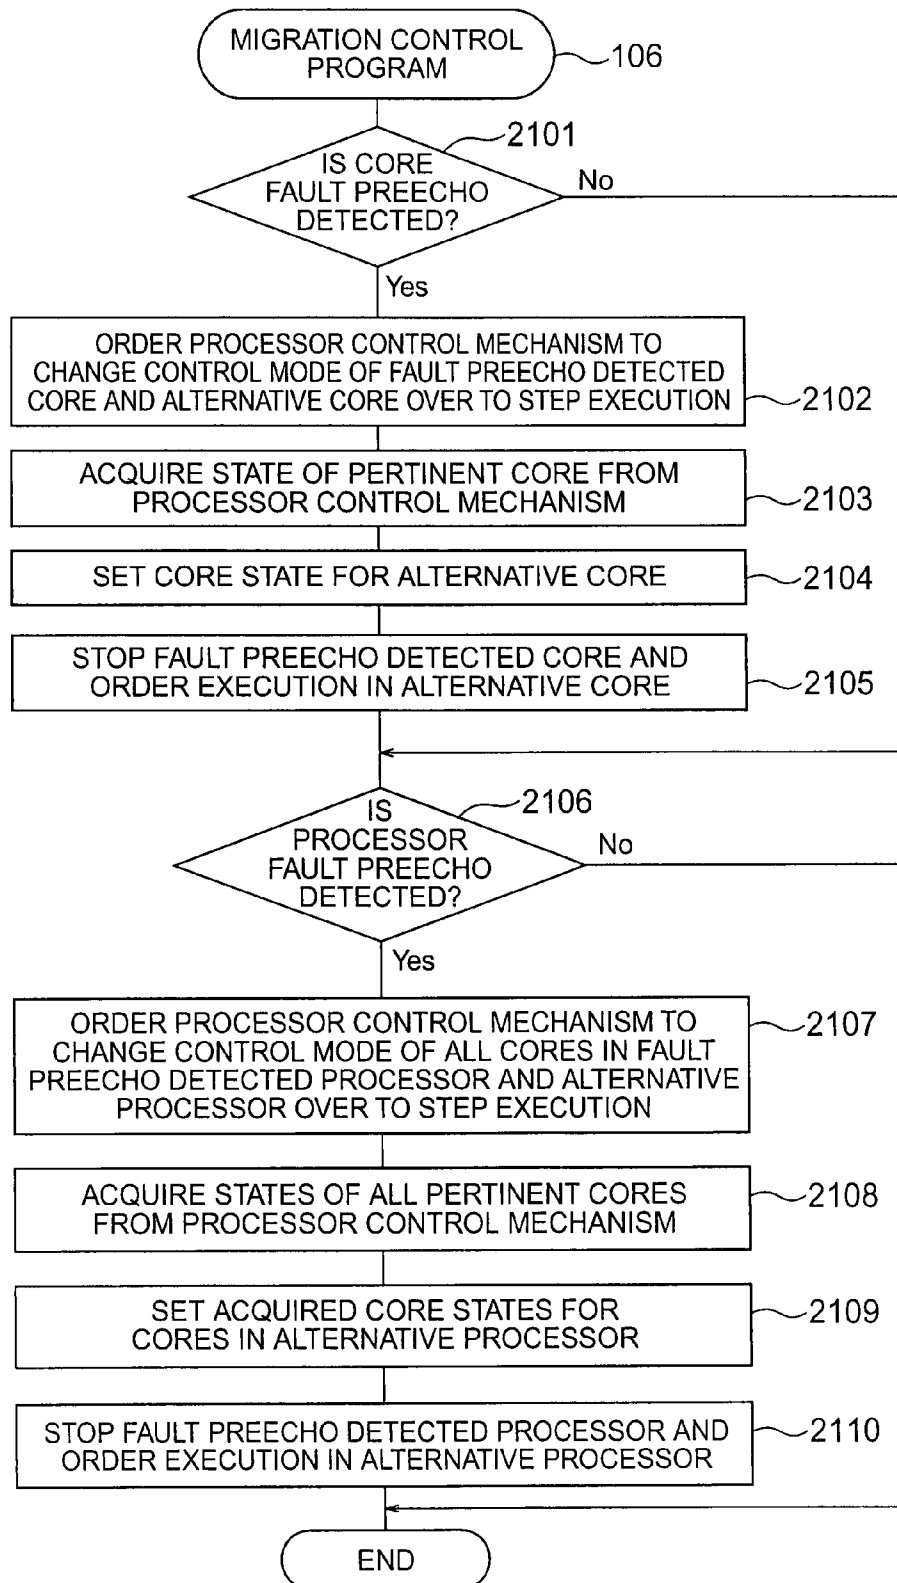 MIGRATION CONTROL
PROGRAM
106
2101
IS CORE
FAULT PREECHO
DETECTED?
No
Yes
ORDER PROCESSOR CONTROL MECHANISM TO
CHANGE CONTROL MODE OF FAULT PREECHO DETECTED
CORE AND ALTERNATIVE CORE OVER TO STEP EXECUTION
2102
ACQUIRE STATE OF PERTINENT CORE FROM
PROCESSOR CONTROL MECHANISM
2103
SET CORE STATE FOR ALTERNATIVE CORE
2104
STOP FAULT PREECHO DETECTED CORE AND
ORDER EXECUTION IN ALTERNATIVE CORE
2105
2106
IS
PROCESSOR
FAULT PREECHO
DETECTED?
No
Yes
ORDER PROCESSOR CONTROL MECHANISM TO
CHANGE CONTROL MODE OF ALL CORES IN FAULT
PREECHO DETECTED PROCESSOR AND ALTERNATIVE
PROCESSOR OVER TO STEP EXECUTION
2107
ACQUIRE STATES OF ALL PERTINENT CORES
FROM PROCESSOR CONTROL MECHANISM
2108
SET ACQUIRED CORE STATES FOR
CORES IN ALTERNATIVE PROCESSOR
2109
STOP FAULT PREECHO DETECTED PROCESSOR AND
ORDER EXECUTION IN ALTERNATIVE PROCESSOR
2110
END